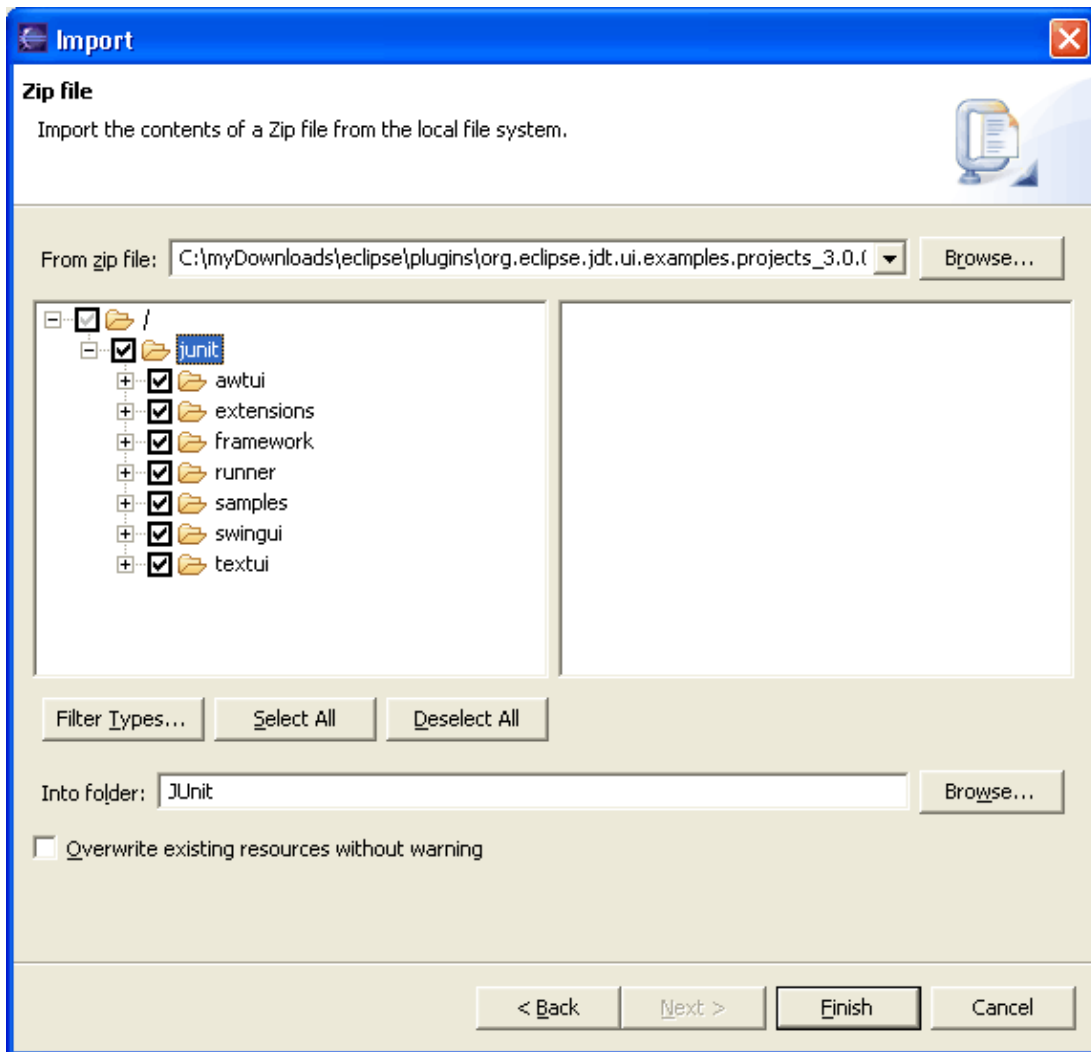 Import
Zip file
Import the contents of a Zip file from the local file system.
From zip file: C:\myDownloads\eclipse\plugins\org.eclipse.jdt.ui.examples.projects_3.0.( Browse...
/
junit
awtui
extensions
framework
runner
samples
swingui
textui
Filter Types... Select All Deselect All
Into folder: JUnit Browse...
Overwrite existing resources without warning
< Back Next > Finish Cancel